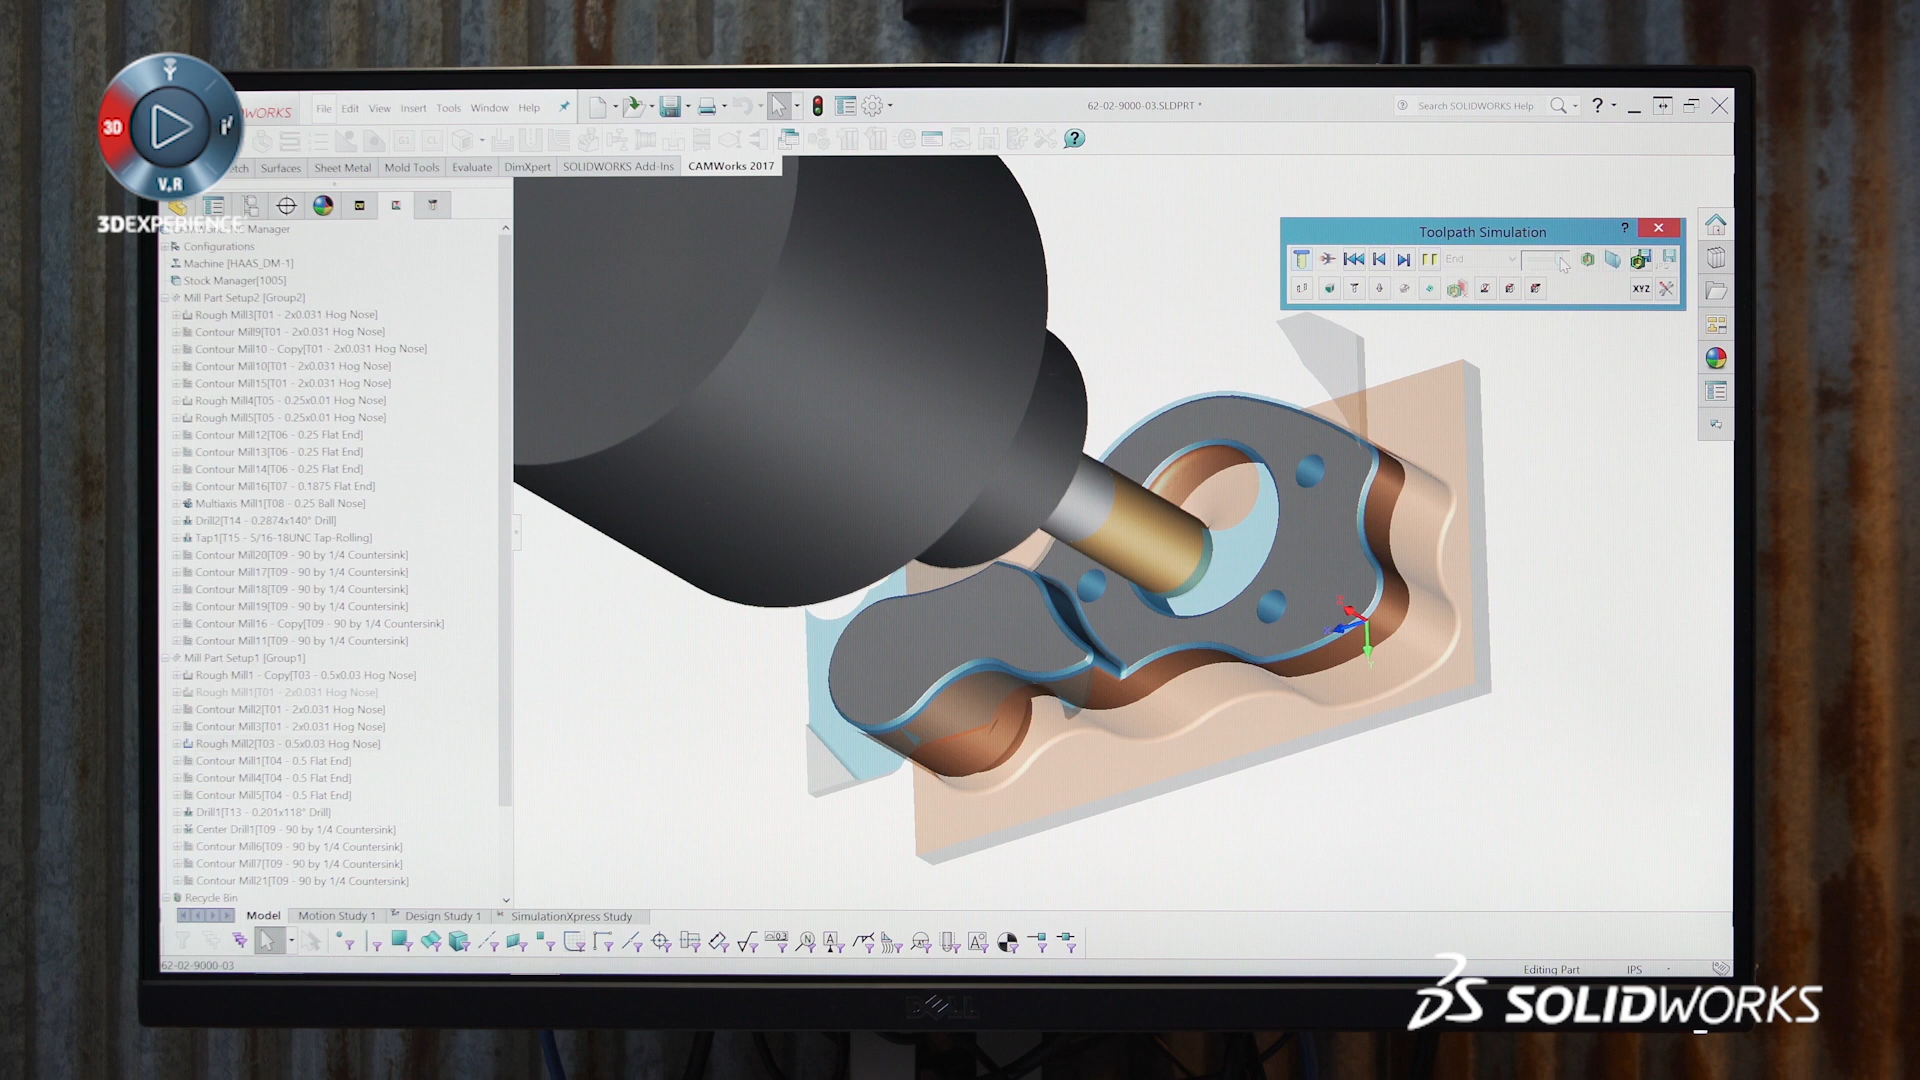 3D
V,R
3DEXPERIENCE
WORKS
File Edit View Insert Tools Window Help
62-02-9000-03.SLDPRT *
Search SOLIDWORKS Help
Surfaces Sheet Metal Mold Tools Evaluate DimXpert SOLIDWORKS Add-Ins CAMWorks 2017
Manager
Configurations
Machine [HAAS_DM-1]
Stock Manager[1005]
Mill Part Setup2 [Group2]
Rough Mill3[T01 - 2x0.031 Hog Nose]
Contour Mill9[T01 - 2x0.031 Hog Nose]
Contour Mill10 - Copy[T01 - 2x0.031 Hog Nose]
Contour Mill10[T01 - 2x0.031 Hog Nose]
Contour Mill15[T01 - 2x0.031 Hog Nose]
Rough Mill4[T05 - 0.25x0.01 Hog Nose]
Rough Mill5[T05 - 0.25x0.01 Hog Nose]
Contour Mill12[T06 - 0.25 Flat End]
Contour Mill13[T06 - 0.25 Flat End]
Contour Mill14[T06 - 0.25 Flat End]
Contour Mill16[T07 - 0.1875 Flat End]
Multiaxis Mill1[T08 - 0.25 Ball Nose]
Drill2[T14 - 0.2874x140° Drill]
Tap1[T15 - 5/16-18UNC Tap-Rolling]
Contour Mill20[T09 - 90 by 1/4 Countersink]
Contour Mill17[T09 - 90 by 1/4 Countersink]
Contour Mill18[T09 - 90 by 1/4 Countersink]
Contour Mill19[T09 - 90 by 1/4 Countersink]
Contour Mill16 - Copy[T09 - 90 by 1/4 Countersink]
Contour Mill11[T09 - 90 by 1/4 Countersink]
Mill Part Setup1 [Group1]
Rough Mill1 - Copy[T03 - 0.5x0.03 Hog Nose]
Rough Mill1[T01 - 2x0.031 Hog Nose]
Contour Mill2[T01 - 2x0.031 Hog Nose]
Contour Mill3[T01 - 2x0.031 Hog Nose]
Rough Mill2[T03 - 0.5x0.03 Hog Nose]
Contour Mill1[T04 - 0.5 Flat End]
Contour Mill4[T04 - 0.5 Flat End]
Contour Mill5[T04 - 0.5 Flat End]
Drill1[T13 - 0.201x118° Drill]
Center Drill1[T09 - 90 by 1/4 Countersink]
Contour Mill6[T09 - 90 by 1/4 Countersink]
Contour Mill7[T09 - 90 by 1/4 Countersink]
Contour Mill21[T09 - 90 by 1/4 Countersink]
Recycle Bin
Toolpath Simulation ?
End
XYZ
Model Motion Study 1 Design Study 1 SimulationXpress Study
62-02-9000-03
Editing Part IPS
DELL
SOLIDWORKS